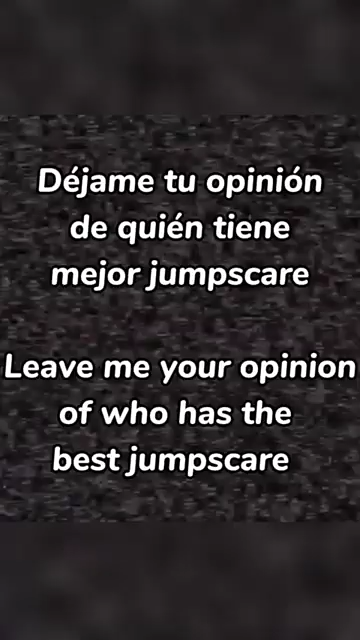 Déjame tu opinión
de quién tiene
mejor jumpscare
Leave me your opinion
of who has the
best jumpscare